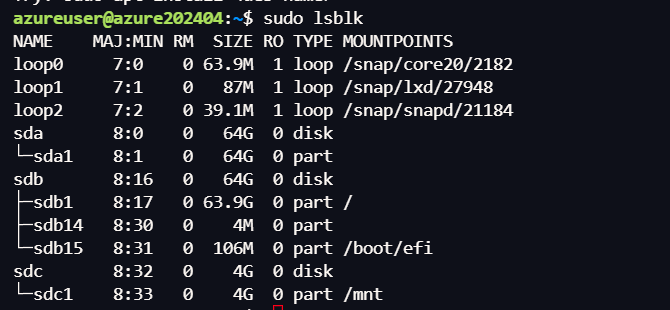 azureuser@azure202404:~$ sudo lsblk
NAME    MAJ:MIN RM  SIZE RO TYPE MOUNTPOINTS
loop0     7:0    0 63.9M  1 loop /snap/core20/2182
loop1     7:1    0   87M  1 loop /snap/lxd/27948
loop2     7:2    0 39.1M  1 loop /snap/snapd/21184
sda       8:0    0   64G  0 disk
└─sda1    8:1    0   64G  0 part
sdb       8:16   0   64G  0 disk
├─sdb1    8:17   0 63.9G  0 part /
├─sdb14   8:30   0    4M  0 part
└─sdb15   8:31   0  106M  0 part /boot/efi
sdc       8:32   0    4G  0 disk
└─sdc1    8:33   0    4G  0 part /mnt